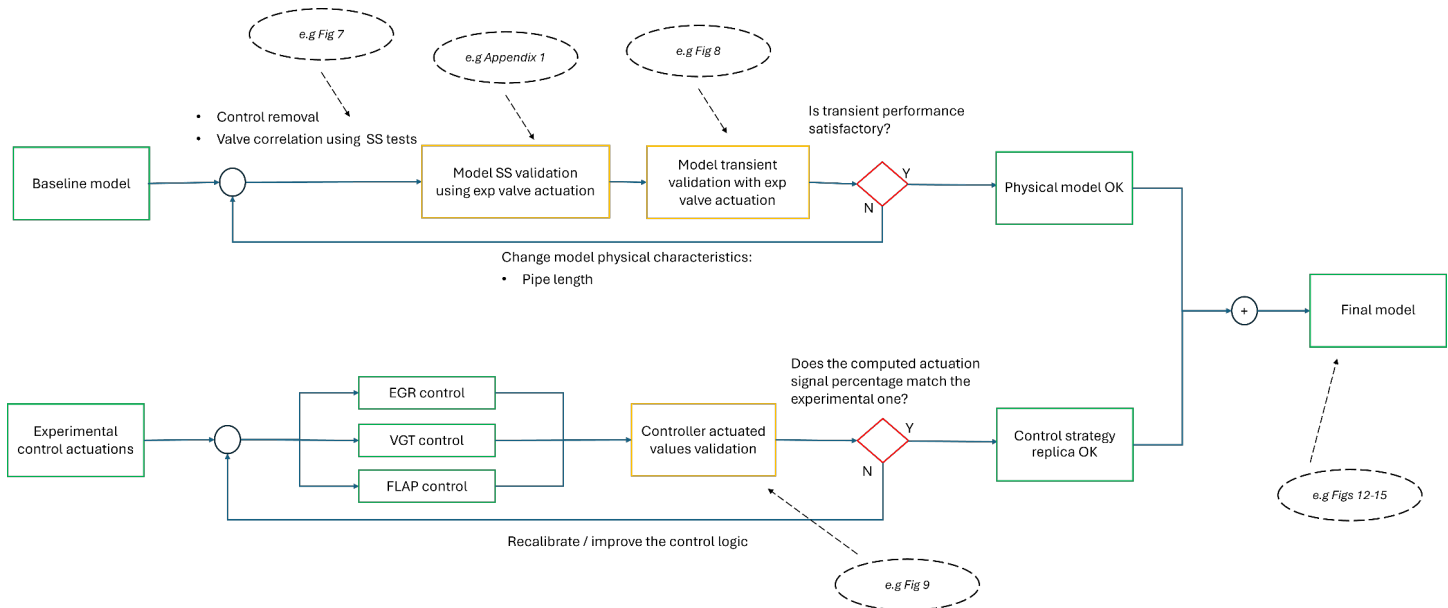 e.g Fig 7
e.g Appendix 1
e.g Fig 8
• Control removal
• Valve correlation using SS tests
Is transient performance
satisfactory?
Baseline model
Model SS validation
using exp valve actuation
Model transient
validation with exp
valve actuation
Y
N
Physical model OK
Change model physical characteristics:
• Pipe length
+
Final model
Does the computed actuation
signal percentage match the
experimental one?
Experimental
control actuations
EGR control
VGT control
FLAP control
Controller actuated
values validation
Y
N
Control strategy
replica OK
e.g Figs 12-15
Recalibrate / improve the control logic
e.g Fig 9